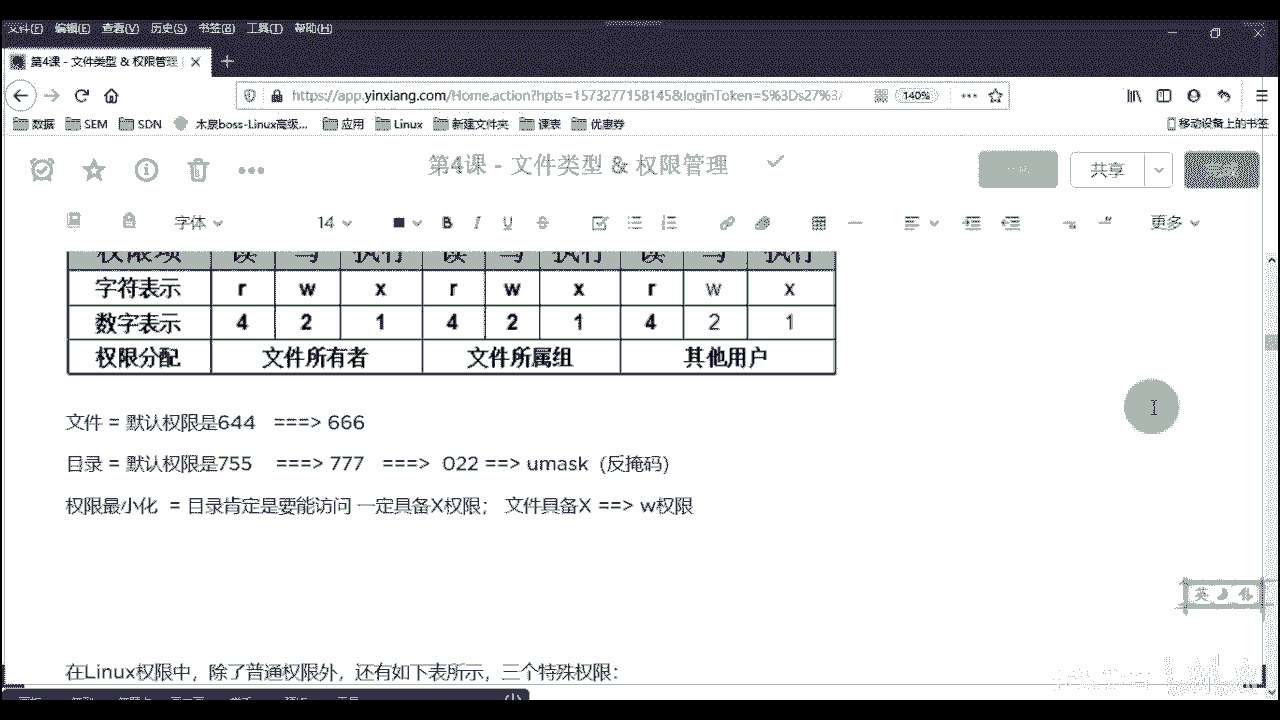 文件(F) 编辑(E) 查看(V) 历史(S) 书签(B) 工具(T) 帮助(H)
第4课 - 文件类型 & 权限管理
https://app.yinxiang.com/Home.action?hpts=1573277158145&loginToken=S%3Ds27%3
140%
数据 SEM SDN 木泉boss-Linux高级... 应用 Linux 新建文件夹 课表 优惠券 移动设备上的书签
第4课 - 文件类型 & 权限管理
共享
字体 14 B I U 更多
权限项 读 写 执行 读 写 执行 读 写 执行
字符表示 r w x r w x r w x
数字表示 4 2 1 4 2 1 4 2 1
权限分配 文件所有者 文件所属组 其他用户
文件 = 默认权限是644 ===> 666
目录 = 默认权限是755 ===> 777 ===> 022 ==> umask (反掩码)
权限最小化 = 目录肯定是要能访问 一定具备X权限; 文件具备X ==> w权限
英
在Linux权限中，除了普通权限外，还有如下表所示，三个特殊权限：